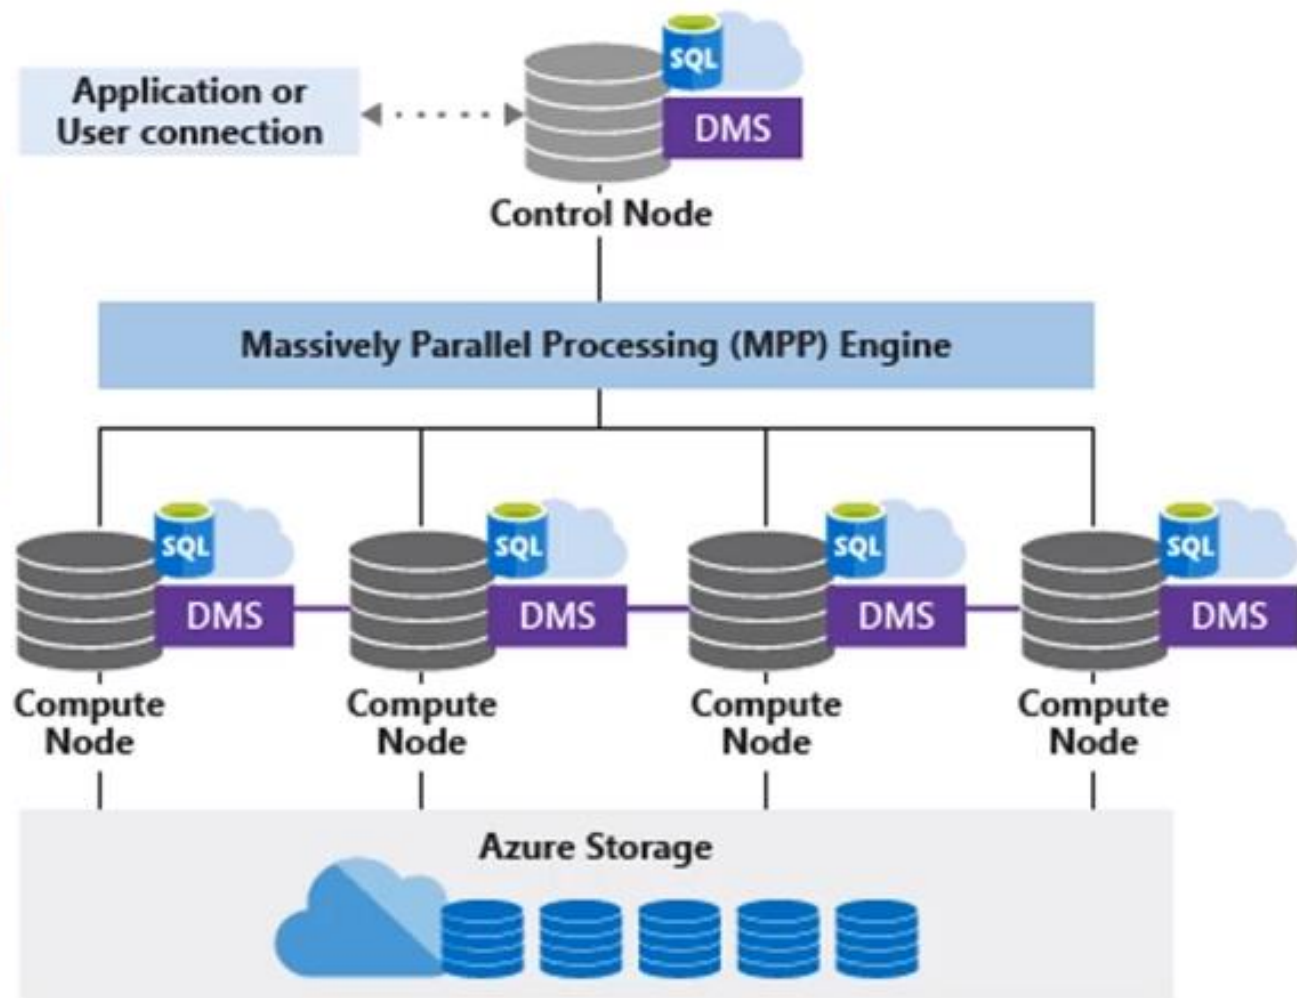 SQL
Application or
User connection
DMS
Control Node
Massively Parallel Processing (MPP) Engine
SQL
SQL
SQL
SQL
DMS
DMS
DMS
DMS
Compute
Node
Compute
Node
Compute
Node
Compute
Node
Azure Storage